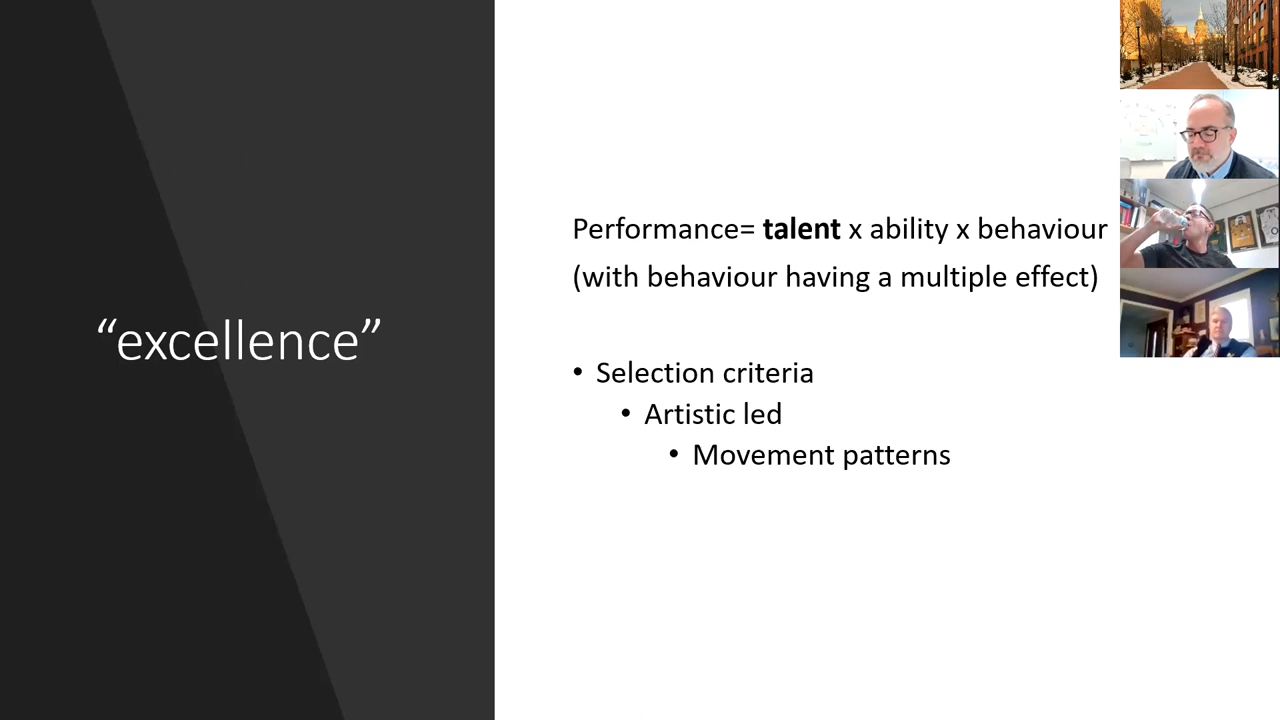 “excellence”
Performance= talent x ability x behaviour
(with behaviour having a multiple effect)
• Selection criteria
• Artistic led
• Movement patterns